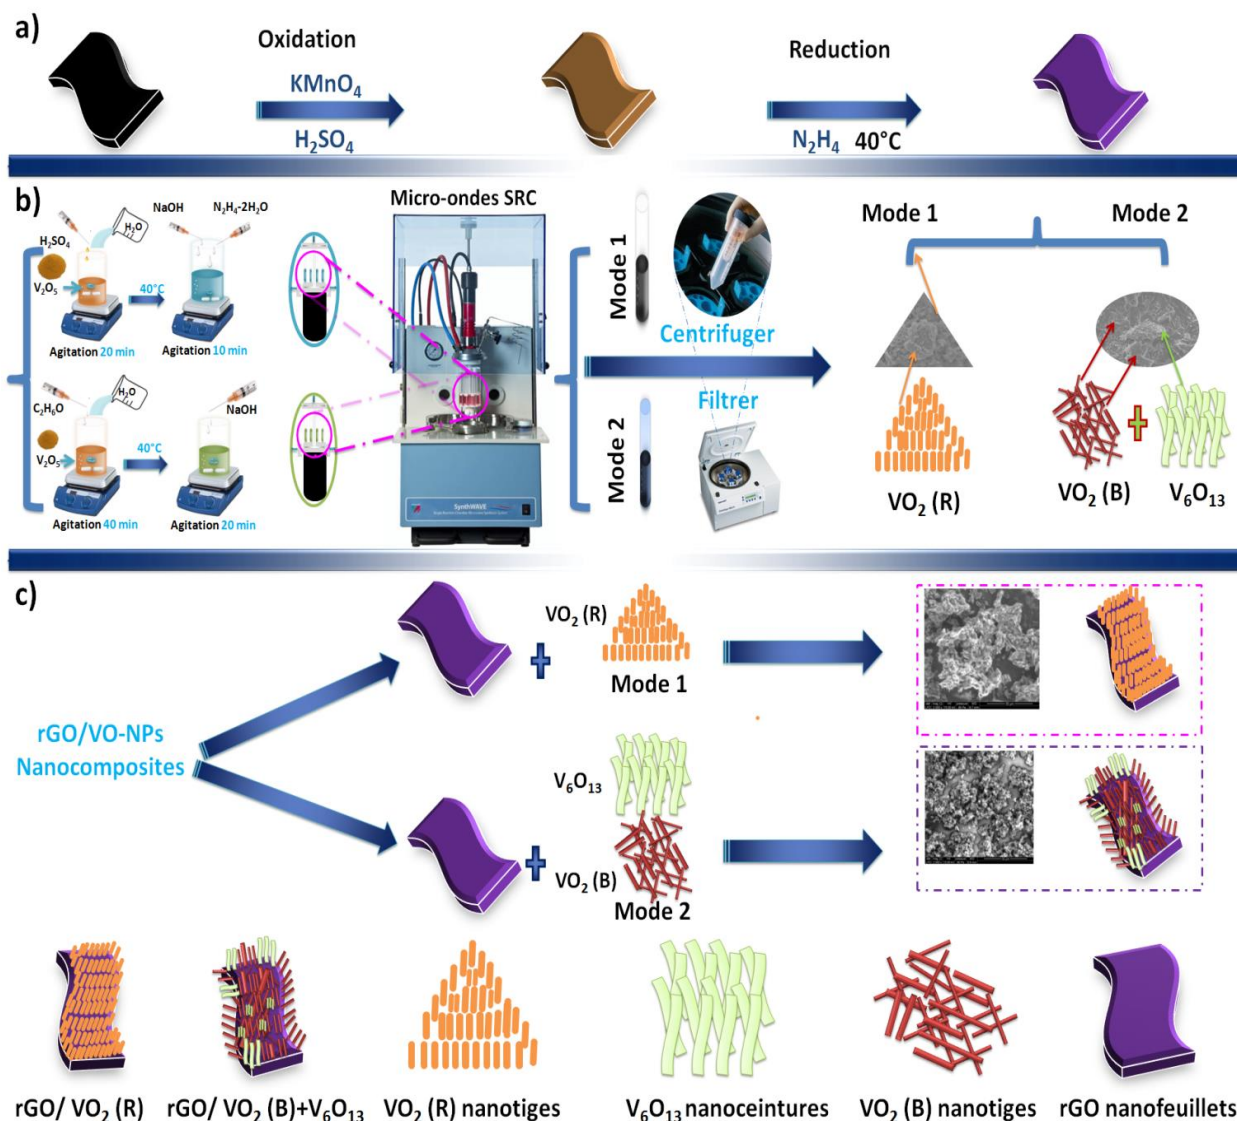 a)
Oxidation
KMnO₄
H₂SO₄
Reduction
N₂H₄ 40°C
b)
NaOH
N₂H₄-2H₂O
H₂O
H₂SO₄
V₂O₅
40°C
Agitation 20 min
Agitation 10 min
C₂H₆O
H₂O
NaOH
V₂O₅
40°C
Agitation 40 min
Agitation 20 min
Micro-ondes SRC
SynthWAVE
Mode 1
Mode 2
Centrifuger
Filtrer
Mode 1
Mode 2
VO₂ (R)
VO₂ (B)
+
V₆O₁₃
c)
rGO/VO-NPs
Nanocomposites
+
VO₂ (R)
Mode 1
+
V₆O₁₃
VO₂ (B)
Mode 2
rGO/ VO₂ (R)
rGO/ VO₂ (B)+V₆O₁₃
VO₂ (R) nanotiges
V₆O₁₃ nanoceintures
VO₂ (B) nanotiges
rGO nanofeuillets